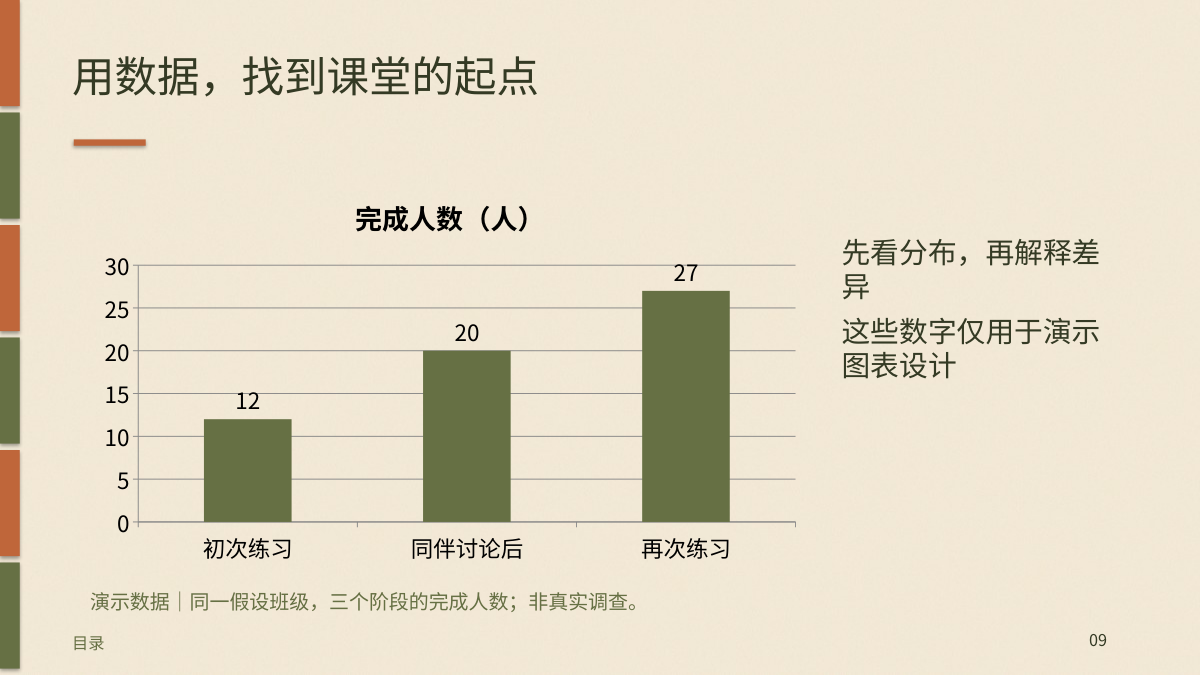 用数据，找到课堂的起点
完成人数（人）
30
25
20
15
10
5
0
12
20
27
初次练习
同伴讨论后
再次练习
先看分布，再解释差
异
这些数字仅用于演示
图表设计
演示数据｜同一假设班级，三个阶段的完成人数；非真实调查。
目录
09